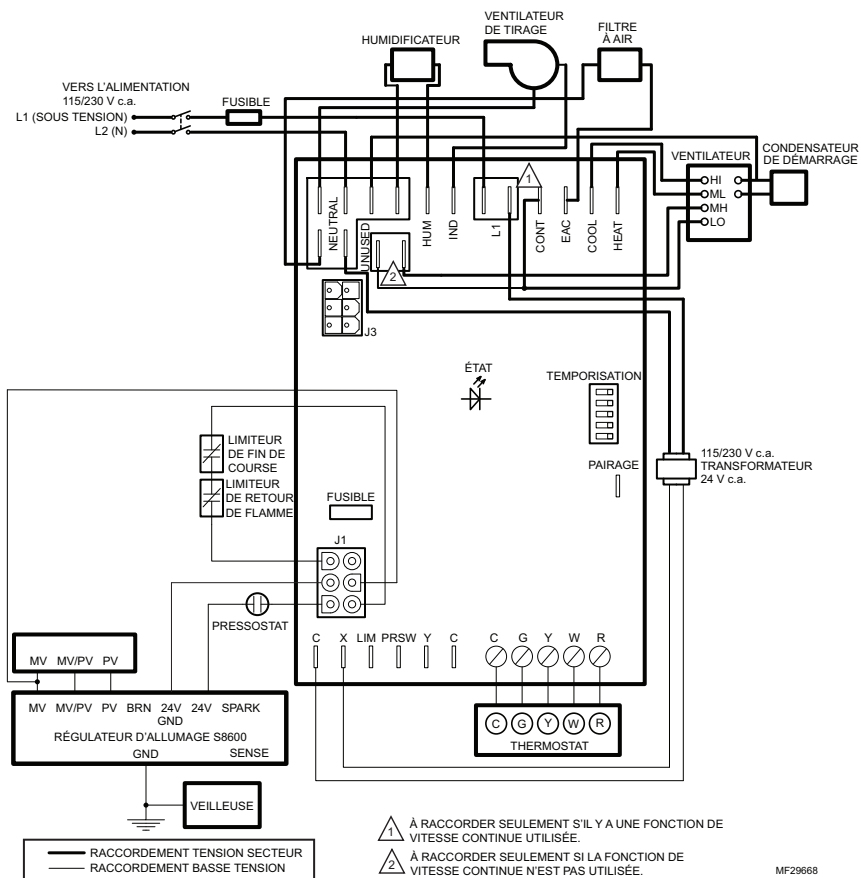 VENTILATEUR
DE TIRAGE
FILTRE
À AIR
HUMIDIFICATEUR
VERS L'ALIMENTATION
115/230 V c.a.
L1 (SOUS TENSION)
L2 (N)
FUSIBLE
VENTILATEUR
CONDENSATEUR
DE DÉMARRAGE
HI
ML
MH
LO
NEUTRAL
UNUSED
HUM
IND
L1
1
CONT
EAC
COOL
HEAT
2
J3
ÉTAT
TEMPORISATION
PAIRAGE
115/230 V c.a.
TRANSFORMATEUR
24 V c.a.
LIMITEUR
DE FIN DE
COURSE
LIMITEUR
DE RETOUR
DE FLAMME
FUSIBLE
J1
PRESSOSTAT
C X LIM PRSW Y C C G Y W R
C G Y W R
THERMOSTAT
MV MV/PV PV
MV MV/PV PV BRN 24V 24V SPARK
GND
RÉGULATEUR D'ALLUMAGE S8600
GND SENSE
VEILLEUSE
RACCORDEMENT TENSION SECTEUR
RACCORDEMENT BASSE TENSION
1 À RACCORDER SEULEMENT S'IL Y A UNE FONCTION DE
VITESSE CONTINUE UTILISÉE.
2 À RACCORDER SEULEMENT SI LA FONCTION DE
VITESSE CONTINUE N'EST PAS UTILISÉE.
MF29668